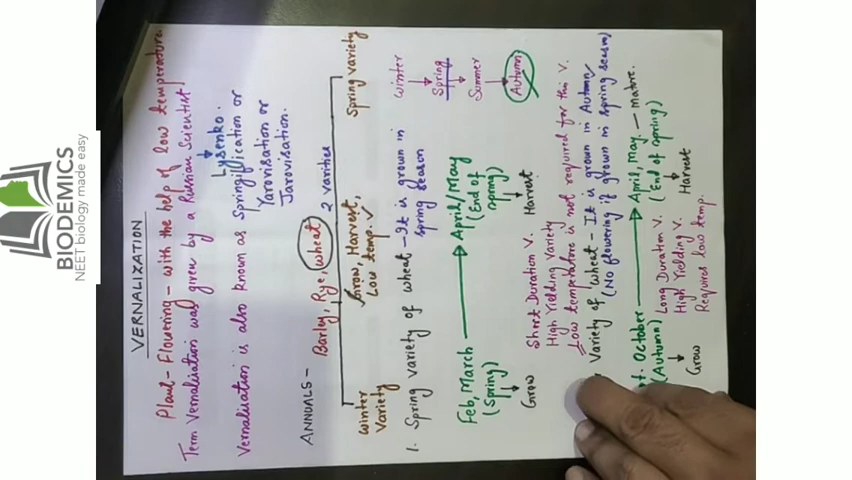 BIODEMICS
NEET biology made easy
VERNALIZATION
Plant - Flowering - with the help of low temperature.
Term Vernalisation was given by a Russian Scientist
Lysenko.
Vernalisation is also known as Springification or
Yarovisation or
Jarovisation.
ANNUALS - Barley, Rye, wheat 2 varities
Winter Variety
Grow, Harvest,
Low temp. ✓
Spring Variety
1. Spring variety of wheat - It is grown in
spring season
Winter
Spring
Summer
Autumn
Feb, March → April/May
(Spring)
(End of
spring)
Grow
Harvest
Short Duration V.
High Yielding Variety
Low temperature is not required for this V.
Variety of Wheat - It is grown in Autumn
(No flowering if grown in spring season)
October → April, May - mature.
(Autumn)
(End of spring)
Grow
Harvest
Long Duration V.
High Yielding V.
Required low temp.